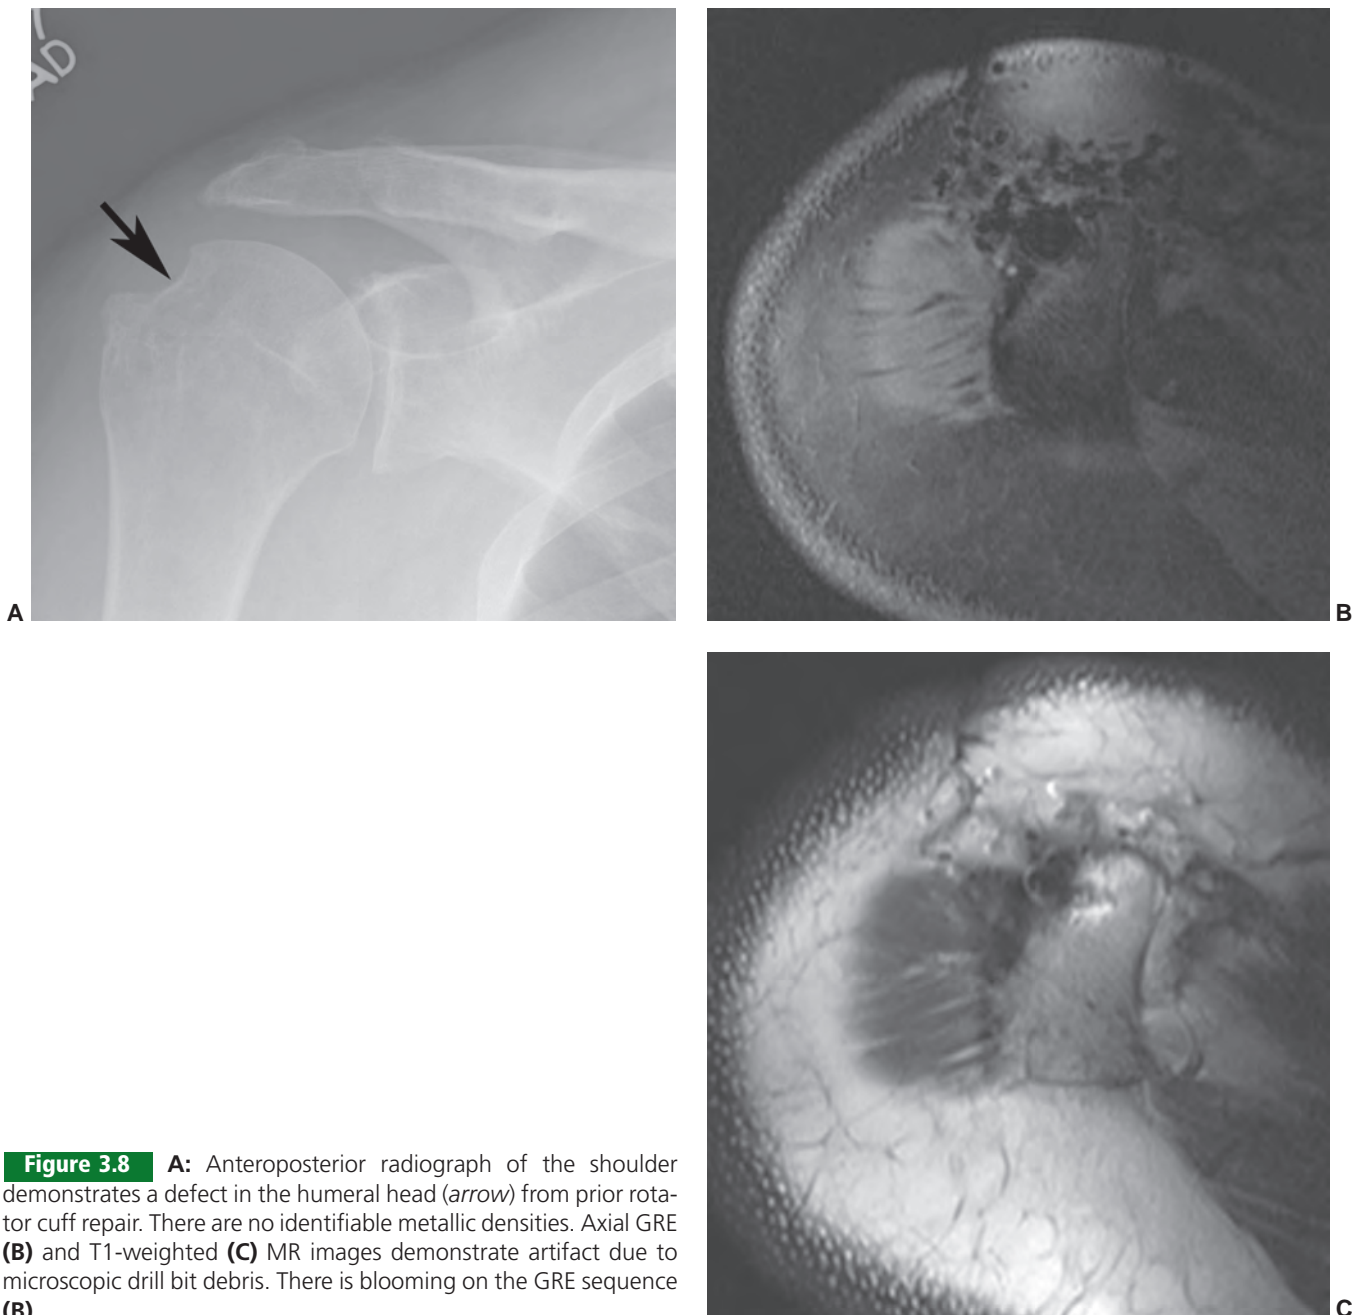 AD
A
B
C
Figure 3.8 A: Anteroposterior radiograph of the shoulder
demonstrates a defect in the humeral head (arrow) from prior rota-
tor cuff repair. There are no identifiable metallic densities. Axial GRE
(B) and T1-weighted (C) MR images demonstrate artifact due to
microscopic drill bit debris. There is blooming on the GRE sequence
(B).